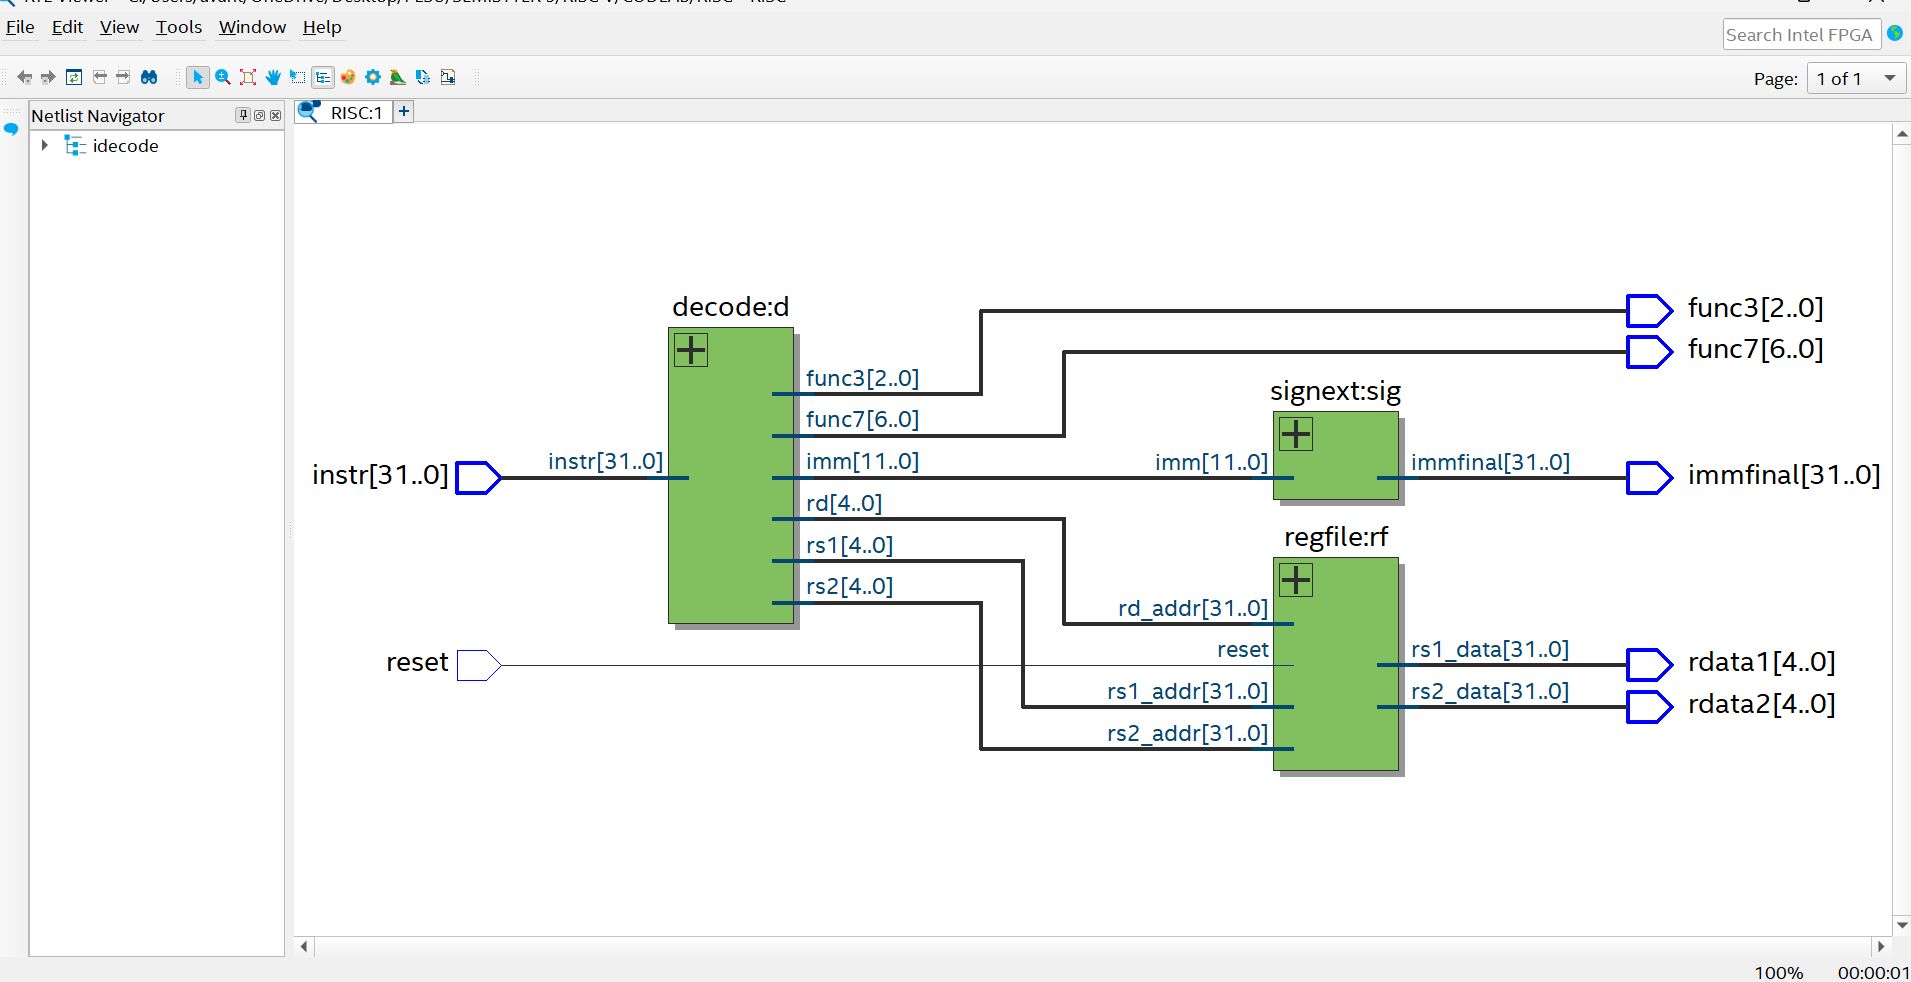 File Edit View Tools Window Help
Search Intel FPGA
Page: 1 of 1
Netlist Navigator
RISC:1
idecode
decode:d
func3[2..0]
func7[6..0]
func3[2..0]
func7[6..0]
signext:sig
instr[31..0]
instr[31..0]
imm[11..0]
imm[11..0]
immfinal[31..0]
immfinal[31..0]
rd[4..0]
rs1[4..0]
rs2[4..0]
regfile:rf
rd_addr[31..0]
reset
reset
rs1_data[31..0]
rdata1[4..0]
rs1_addr[31..0]
rs2_data[31..0]
rdata2[4..0]
rs2_addr[31..0]
100% 00:00:01